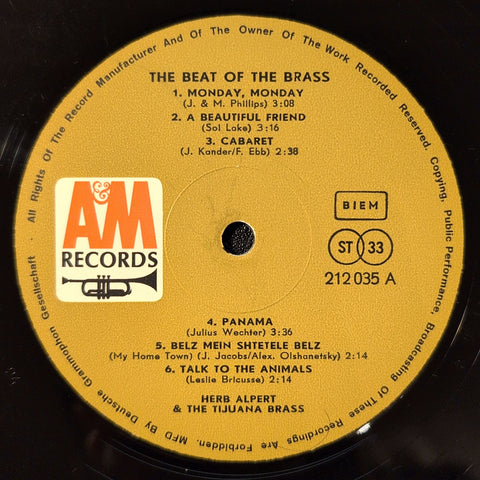 THE BEAT OF THE BRASS
1. MONDAY, MONDAY
(J. & M. Phillips) 3:08
2. A BEAUTIFUL FRIEND
(Sol Lake) 3:16
3. CABARET
(J. Kander/F. Ebb) 2:38
A&M
RECORDS
BIEM
ST 33
212 035 A
4. PANAMA
(Julius Wechter) 3:36
5. BELZ MEIN SHTETELE BELZ
(My Home Town) (J. Jacobs/Alex. Olshanetsky) 2:14
6. TALK TO THE ANIMALS
(Leslie Bricusse) 2:14
HERB ALPERT
& THE TIJUANA BRASS
MFD By Deutsche Grammophon Gesellschaft · All Rights Of The Record Manufacturer And Of The Owner Of The Work Recorded Reserved. Copying, Public Performance, Broadcasting Of These Recordings Are Forbidden.